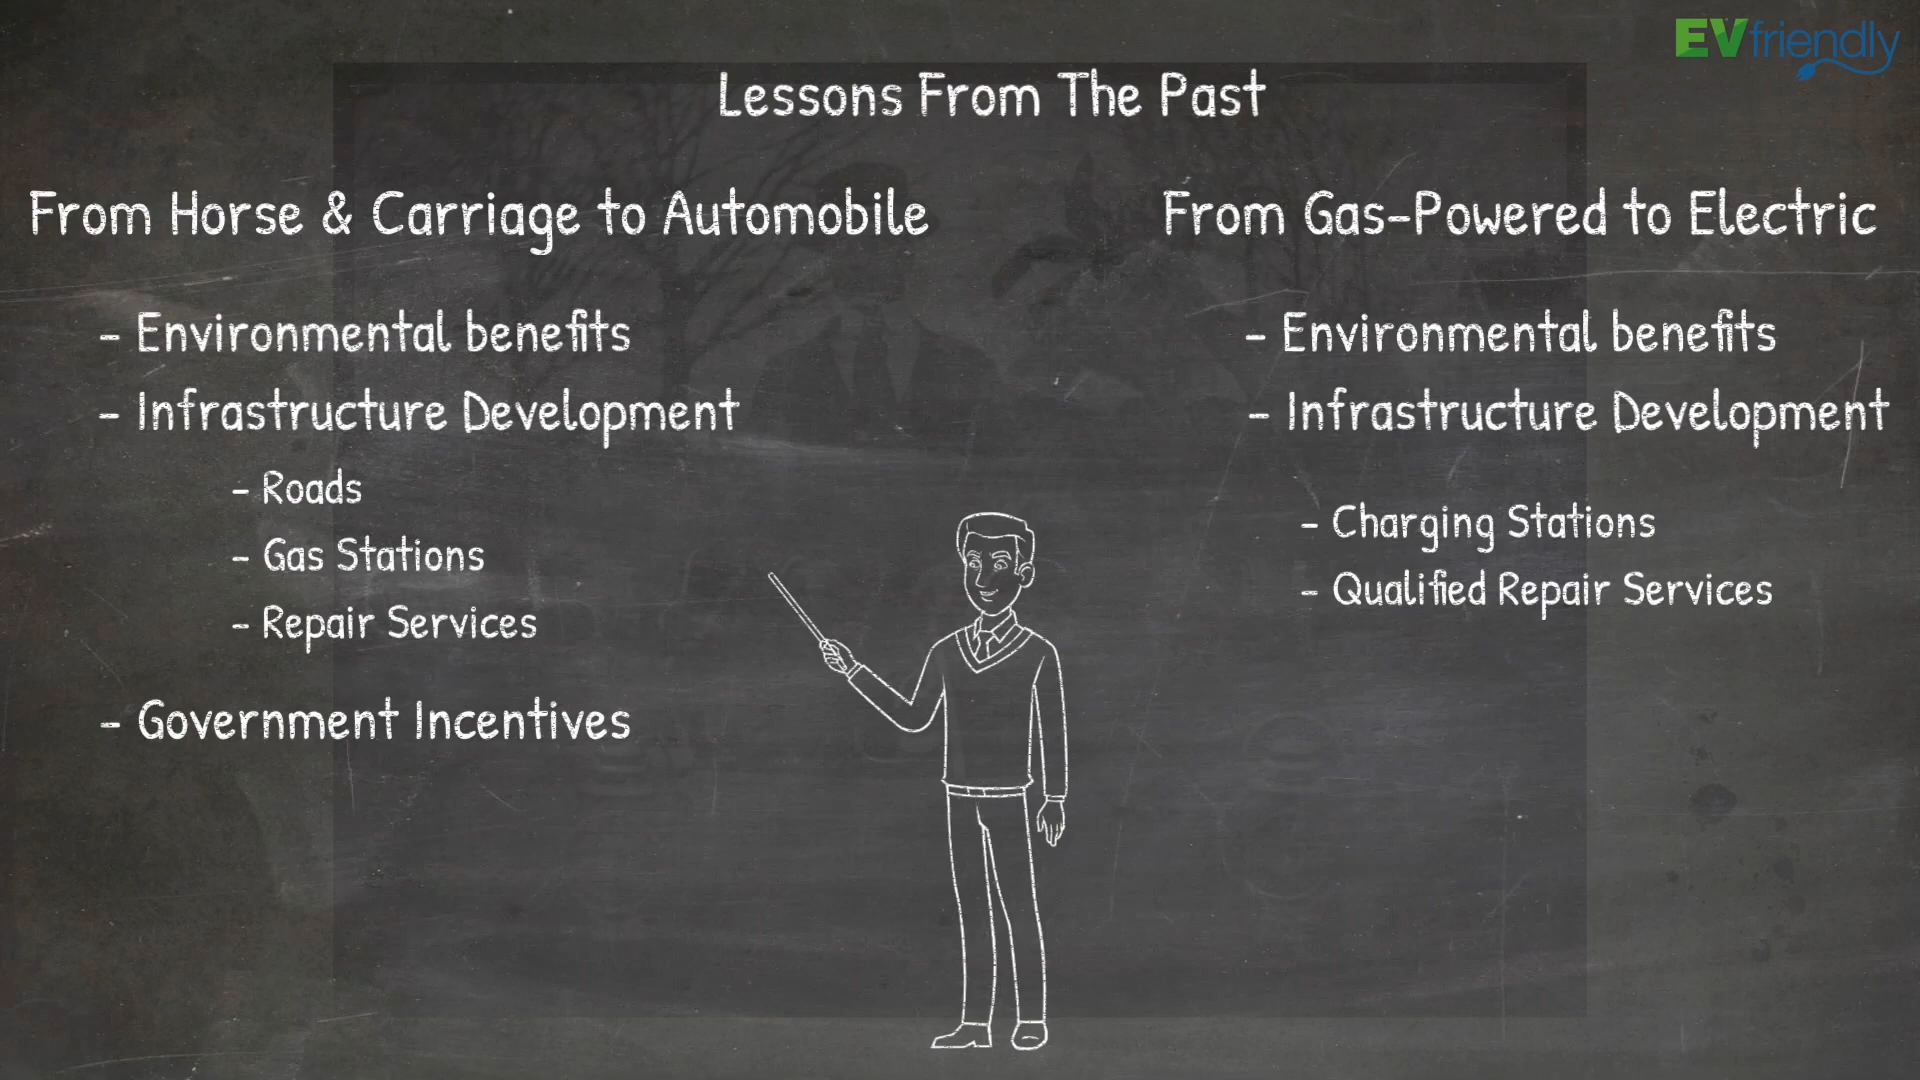 EVfriendly
Lessons From The Past
From Horse & Carriage to Automobile
- Environmental benefits
- Infrastructure Development
- Roads
- Gas Stations
- Repair Services
- Government Incentives
From Gas-Powered to Electric
- Environmental benefits
- Infrastructure Development
- Charging Stations
- Qualified Repair Services